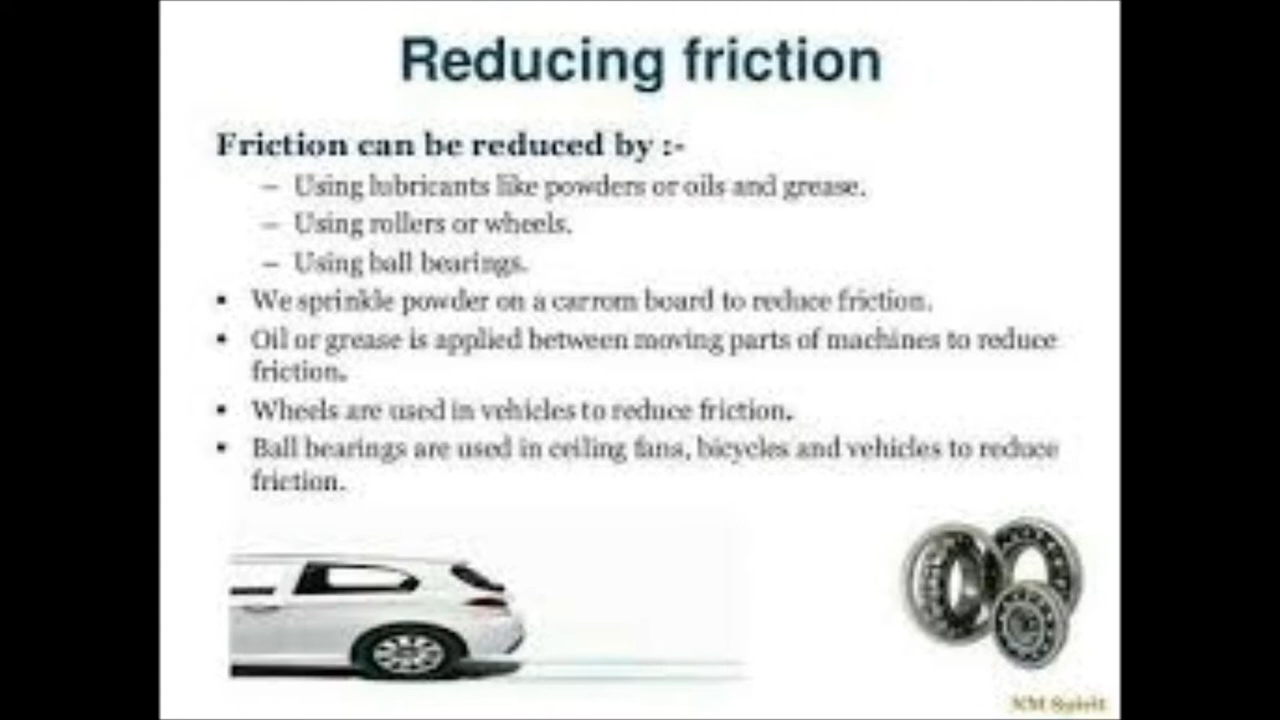 Reducing friction
Friction can be reduced by :-
– Using lubricants like powders or oils and grease.
– Using rollers or wheels.
– Using ball bearings.
• We sprinkle powder on a carrom board to reduce friction.
• Oil or grease is applied between moving parts of machines to reduce
friction.
• Wheels are used in vehicles to reduce friction.
• Ball bearings are used in ceiling fans, bicycles and vehicles to reduce
friction.